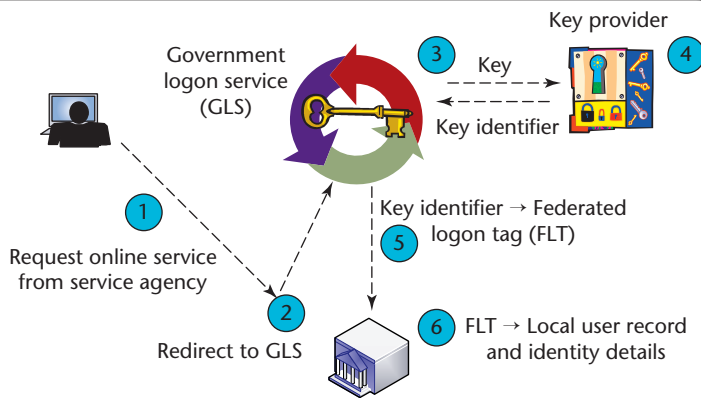 Key provider
Government
logon service
(GLS)
3
4
Key
Key identifier
1
Request online service
from service agency
Key identifier → Federated
logon tag (FLT)
5
2
Redirect to GLS
6
FLT → Local user record
and identity details